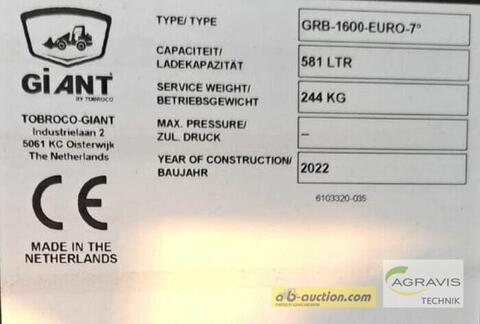 GiANT
BY TOBROCO
TOBROCO-GIANT
Industrielaan 2
5061 KC Oisterwijk
The Netherlands
CE
MADE IN THE
NETHERLANDS
TYPE/ TYPE
GRB-1600-EURO-7°
CAPACITEIT/
LADEKAPAZITÄT
581 LTR
SERVICE WEIGHT/
BETRIEBSGEWICHT
244 KG
MAX. PRESSURE/
ZUL. DRUCK
–
YEAR OF CONSTRUCTION/
BAUJAHR
2022
6103320-035
ab-auction.com
AGRAVIS
TECHNIK